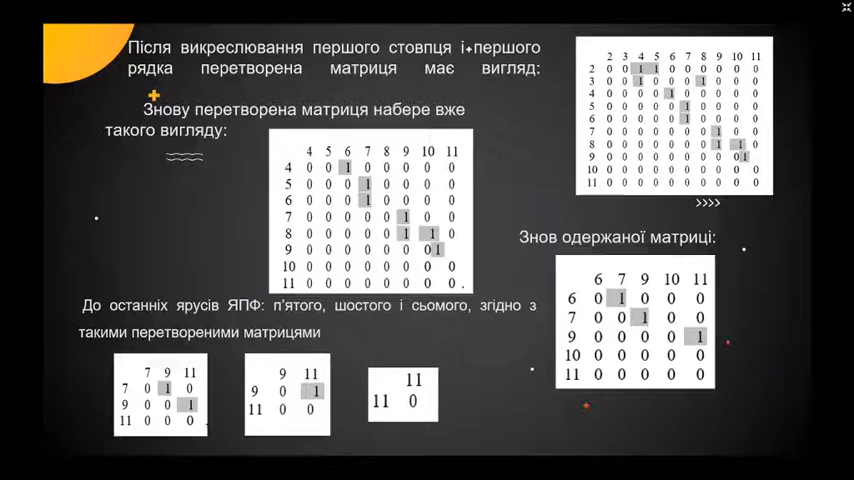 Після викреслювання першого стовпця і першого
рядка перетворена матриця має вигляд:
2 3 4 5 6 7 8 9 10 11
2 0 0 1 1 0 0 0 0 0 0
3 0 0 1 0 0 0 1 0 0 0
4 0 0 0 0 1 0 0 0 0 0
5 0 0 0 0 0 1 0 0 0 0
6 0 0 0 0 0 1 0 0 0 0
7 0 0 0 0 0 0 0 1 0 0
8 0 0 0 0 0 0 0 1 1 0
9 0 0 0 0 0 0 0 0 0 1
10 0 0 0 0 0 0 0 0 0 0
11 0 0 0 0 0 0 0 0 0 0
Знову перетворена матриця набере вже
такого вигляду:
4 5 6 7 8 9 10 11
4 0 0 1 0 0 0 0 0
5 0 0 0 1 0 0 0 0
6 0 0 0 1 0 0 0 0
7 0 0 0 0 0 1 0 0
8 0 0 0 0 0 1 1 0
9 0 0 0 0 0 0 0 1
10 0 0 0 0 0 0 0 0
11 0 0 0 0 0 0 0 0.
Знов одержаної матриці:
6 7 9 10 11
6 0 1 0 0 0
7 0 0 1 0 0
9 0 0 0 0 1
10 0 0 0 0 0
11 0 0 0 0 0
До останніх ярусів ЯПФ: п'ятого, шостого і сьомого, згідно з
такими перетвореними матрицями
7 9 11
7 0 1 0
9 0 0 1
11 0 0 0.
9 11
9 0 1
11 0 0
11
11 0